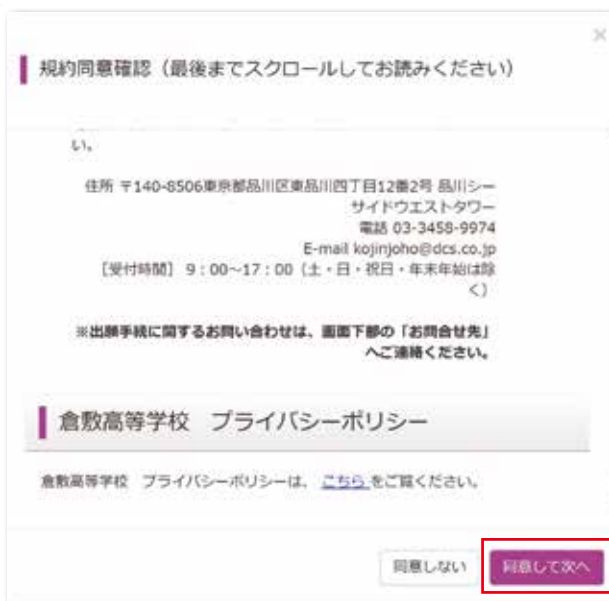 ×
規約同意確認（最後までスクロールしてお読みください）
い。
住所 〒140-8506東京都品川区東品川四丁目12番2号 品川シー
サイドウエストタワー
電話 03-3458-9974
E-mail kojinjoho@dcs.co.jp
［受付時間］ 9：00～17：00（土・日・祝日・年末年始は除
く）
※出願手続に関するお問い合わせは、画面下部の「お問合せ先」
へご連絡ください。
倉敷高等学校　プライバシーポリシー
倉敷高等学校　プライバシーポリシーは、 こちら をご覧ください。
同意しない
同意して次へ